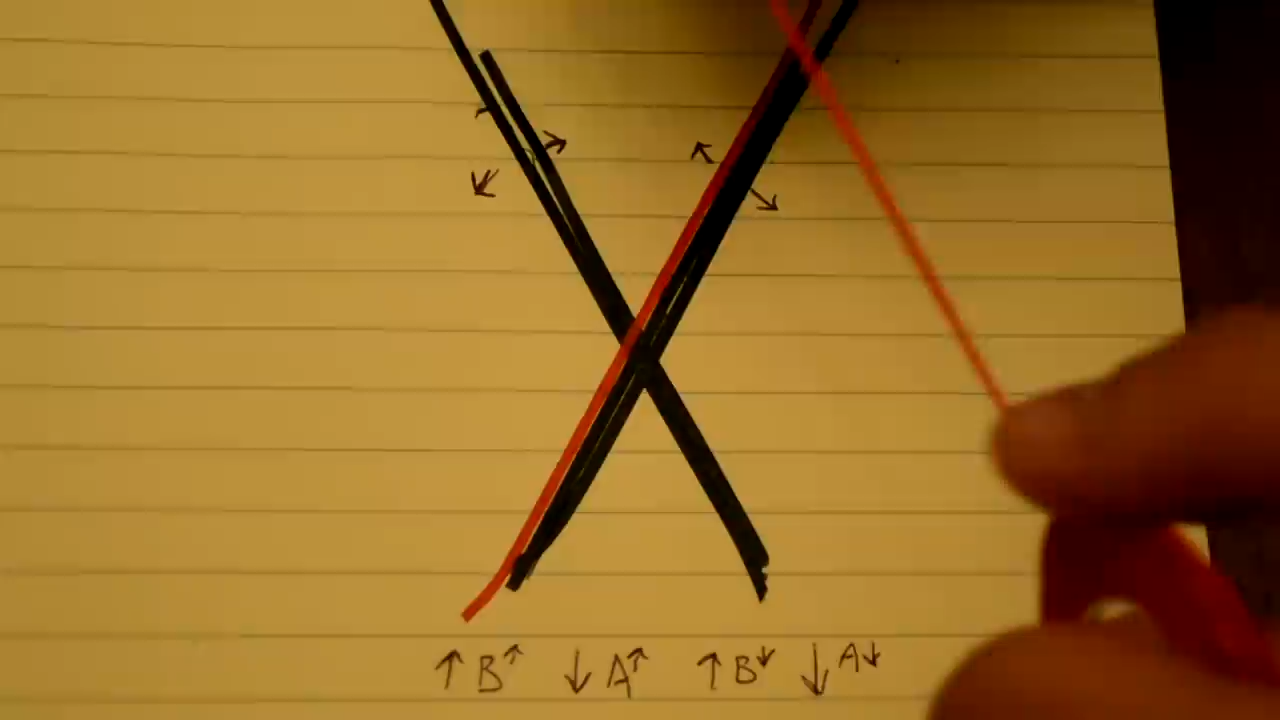 ↑ B↑ ↓ A↑ ↑ B↓ ↓ A↓